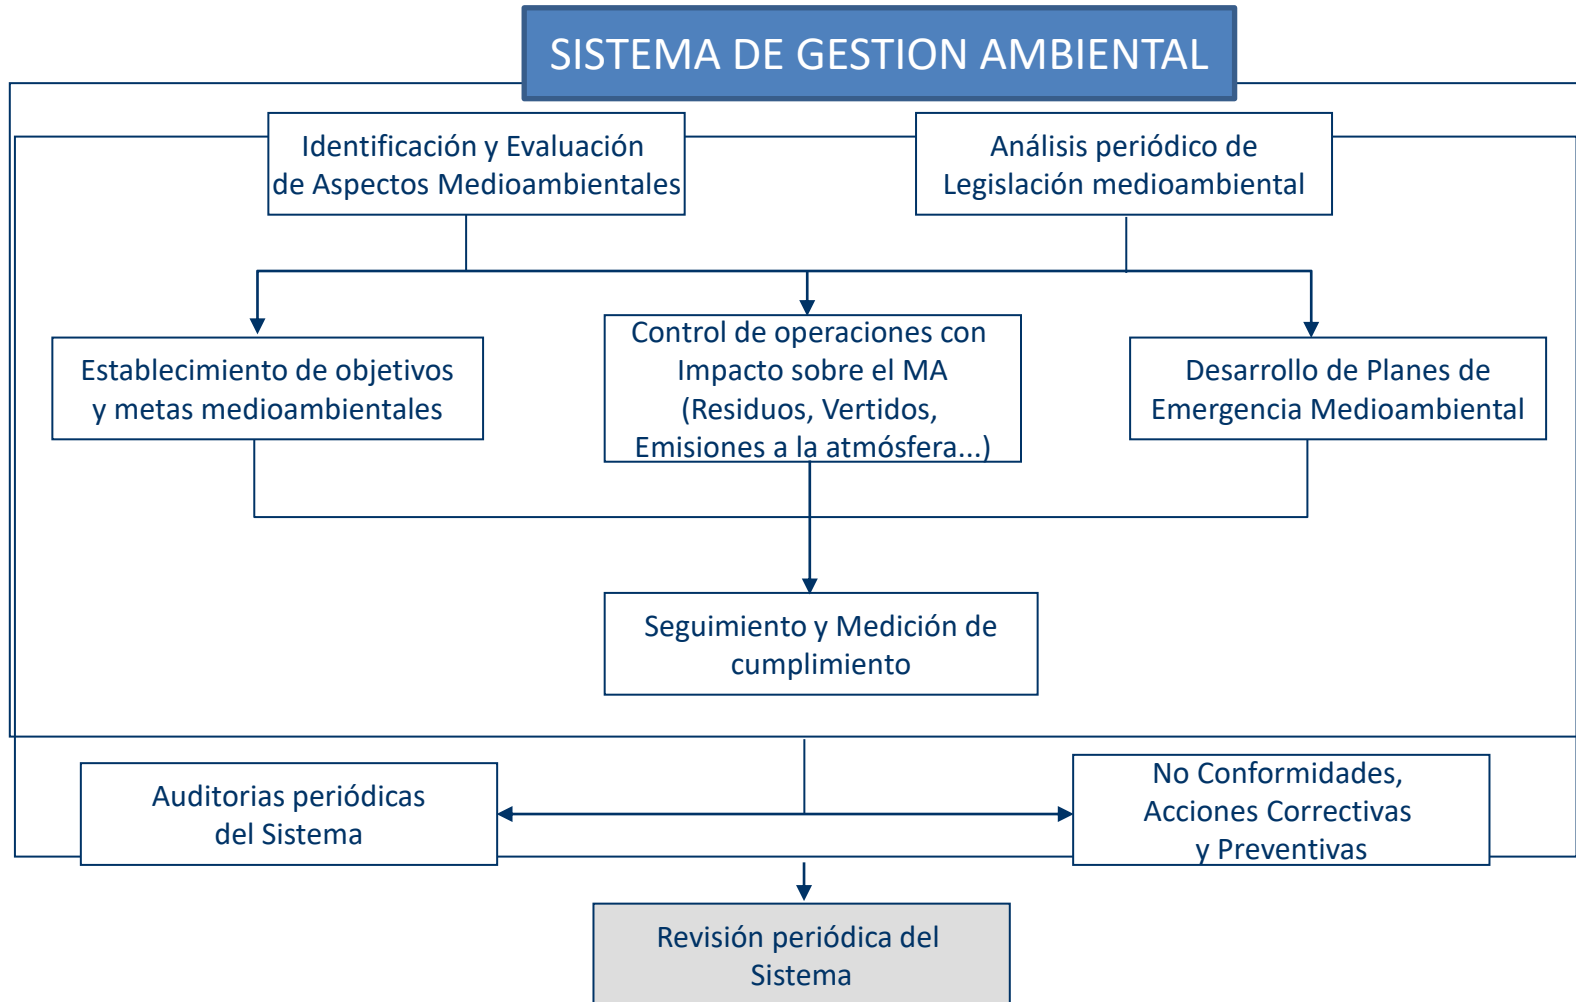 SISTEMA DE GESTION AMBIENTAL
Identificación y Evaluación
de Aspectos Medioambientales
Análisis periódico de
Legislación medioambiental
Establecimiento de objetivos
y metas medioambientales
Control de operaciones con
Impacto sobre el MA
(Residuos, Vertidos,
Emisiones a la atmósfera...)
Desarrollo de Planes de
Emergencia Medioambiental
Seguimiento y Medición de
cumplimiento
Auditorias periódicas
del Sistema
No Conformidades,
Acciones Correctivas
y Preventivas
Revisión periódica del
Sistema